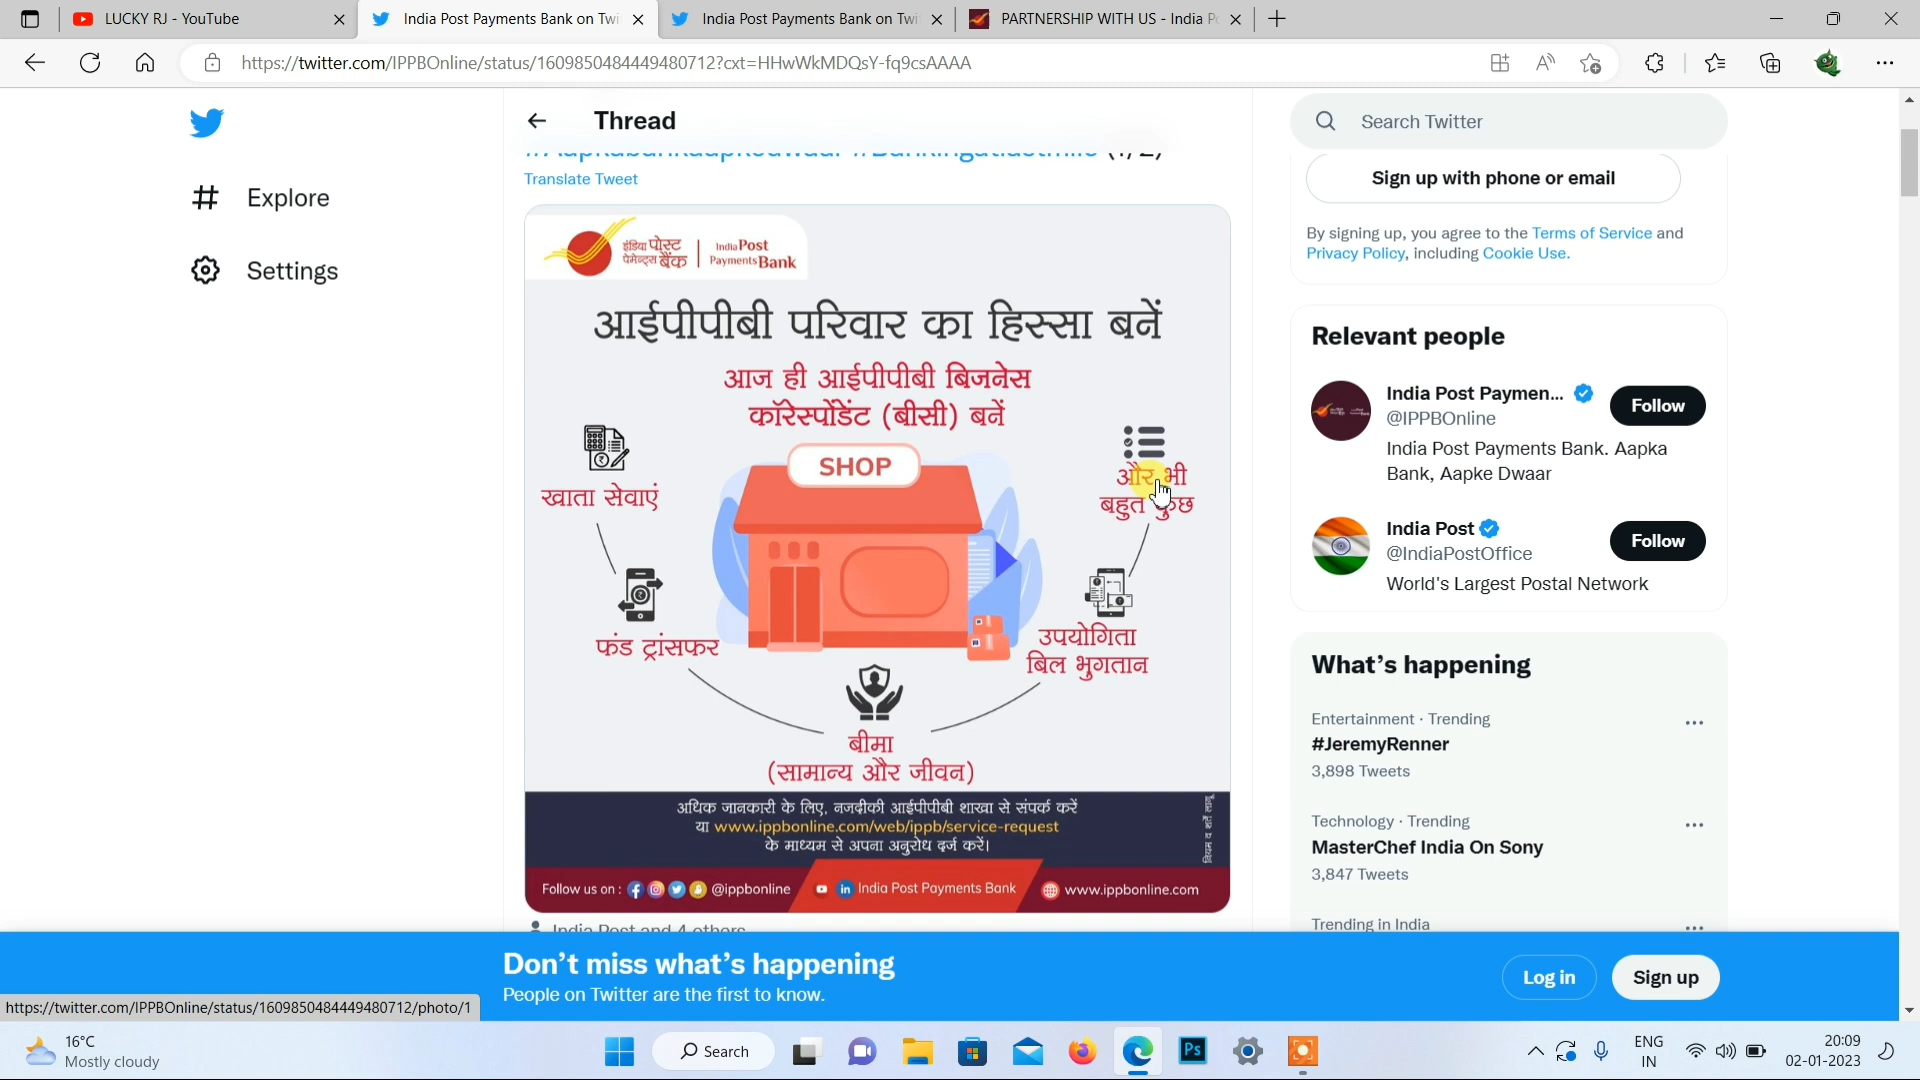 LUCKY RJ - YouTube
India Post Payments Bank on Twi
India Post Payments Bank on Twi
PARTNERSHIP WITH US - India P
https://twitter.com/IPPBOnline/status/1609850484449480712?cxt=HHwWkMDQsY-fq9csAAAA
Explore
Settings
Thread
Translate Tweet
इंडिया पोस्ट
पेमेन्ट्स बैंक
IndiaPost
PaymentsBank
आईपीपीबी परिवार का हिस्सा बनें
आज ही आईपीपीबी बिजनेस
कॉरेस्पोंडेंट (बीसी) बनें
SHOP
खाता सेवाएं
और भी
बहुत कुछ
फंड ट्रांसफर
उपयोगिता
बिल भुगतान
बीमा
(सामान्य और जीवन)
अधिक जानकारी के लिए, नजदीकी आईपीपीबी शाखा से संपर्क करें
या www.ippbonline.com/web/ippb/service-request
के माध्यम से अपना अनुरोध दर्ज करें।
नियम व शर्तें लागू
Follow us on : @ippbonline
India Post Payments Bank
www.ippbonline.com
India Post and 4 others
Search Twitter
Sign up with phone or email
By signing up, you agree to the Terms of Service and
Privacy Policy, including Cookie Use.
Relevant people
India Post Paymen...
@IPPBOnline
Follow
India Post Payments Bank. Aapka
Bank, Aapke Dwaar
India Post
@IndiaPostOffice
Follow
World's Largest Postal Network
What's happening
Entertainment · Trending
#JeremyRenner
3,898 Tweets
Technology · Trending
MasterChef India On Sony
3,847 Tweets
Trending in India
Don't miss what's happening
People on Twitter are the first to know.
Log in
Sign up
https://twitter.com/IPPBOnline/status/1609850484449480712/photo/1
16°C
Mostly cloudy
Search
Ps
ENG
IN
20:09
02-01-2023